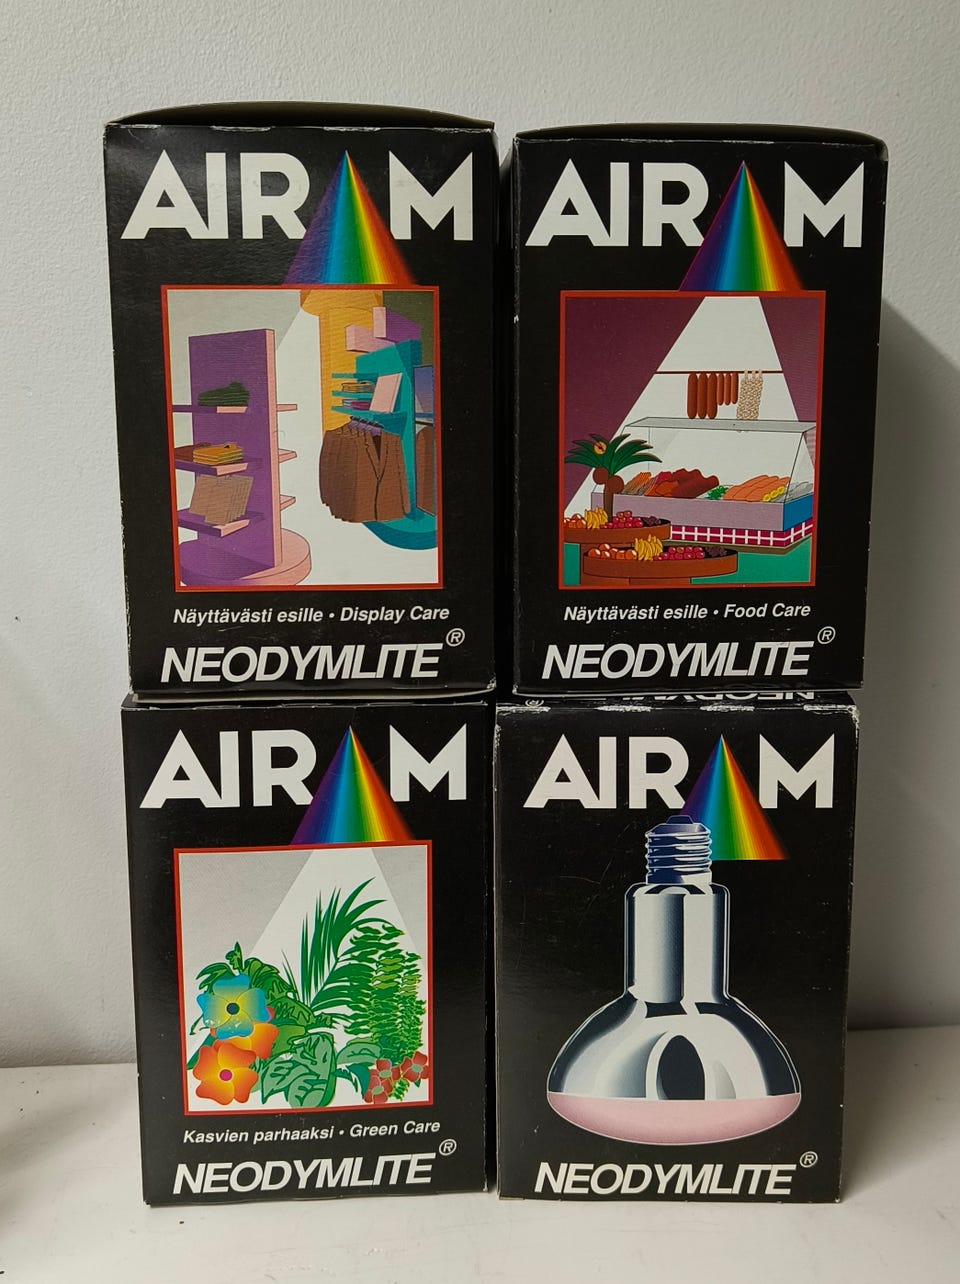 AIRAM
Näyttävästi esille • Display Care
NEODYMLITE®
AIRAM
Näyttävästi esille • Food Care
NEODYMLITE®
AIRAM
Kasvien parhaaksi • Green Care
NEODYMLITE®
AIRAM
NEODYMLITE®